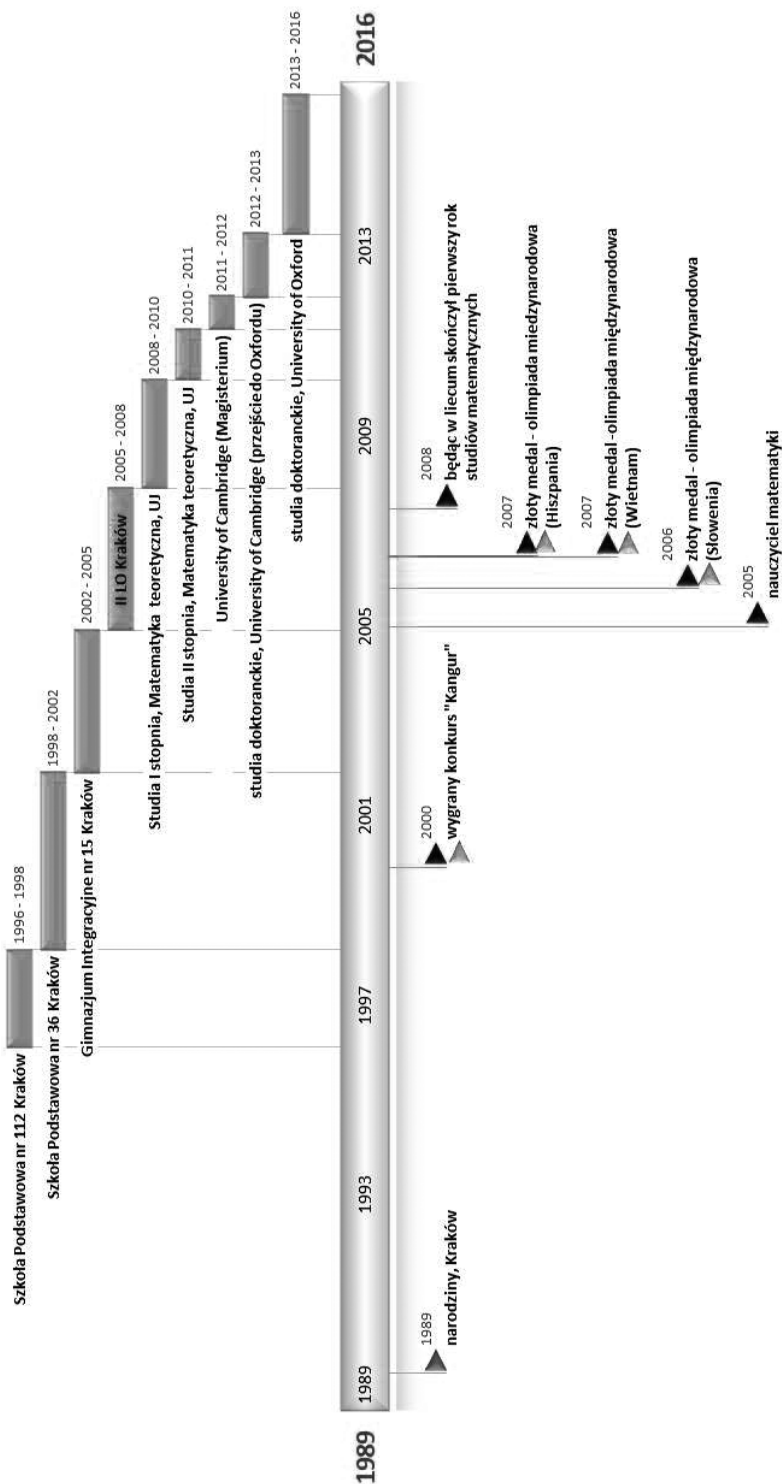 1996 - 1998
Szkoła Podstawowa nr 112 Kraków
1998 - 2002
Szkoła Podstawowa nr 36 Kraków
2002 - 2005
Gimnazjum Integracyjne nr 15 Kraków
2005 - 2008
II LO Kraków
2008 - 2010
Studia I stopnia, Matematyka teoretyczna, UJ
2010 - 2011
Studia II stopnia, Matematyka teoretyczna, UJ
2011 - 2012
University of Cambridge (Magisterium)
2012 - 2013
studia doktoranckie, University of Cambridge (przejście do Oxfordu)
2013 - 2016
studia doktoranckie, University of Oxford
1989
1989
1993
1997
2001
2005
2009
2013
2016
1989
narodziny, Kraków
2000
wygrany konkurs "Kangur"
2008
będąc w liecum skończył pierwszy rok
studiów matematycznych
2007
złoty medal - olimpiada miedzynarodowa
(Hiszpania)
2007
złoty medal -olimpiada międzynarodowa
(Wietnam)
2006
złoty medal - olimpiada międzynarodowa
(Słowenia)
2005
nauczyciel matematyki